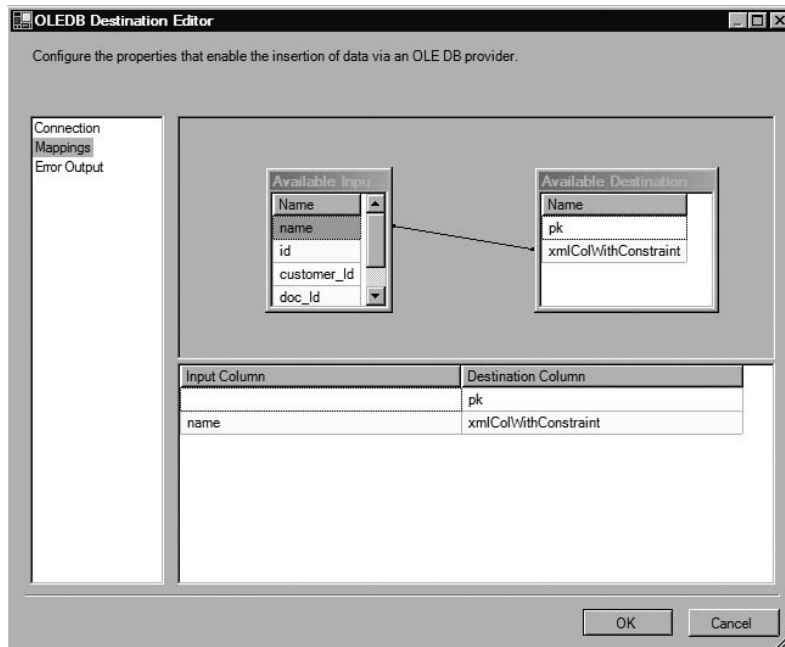 OLEDB Destination Editor
Configure the properties that enable the insertion of data via an OLE DB provider.
Connection
Mappings
Error Output
Available Inpu...
Name
name
id
customer_Id
doc_Id
Available Destination
Name
pk
xmlColWithConstraint
Input Column Destination Column
pk
name xmlColWithConstraint
OK Cancel